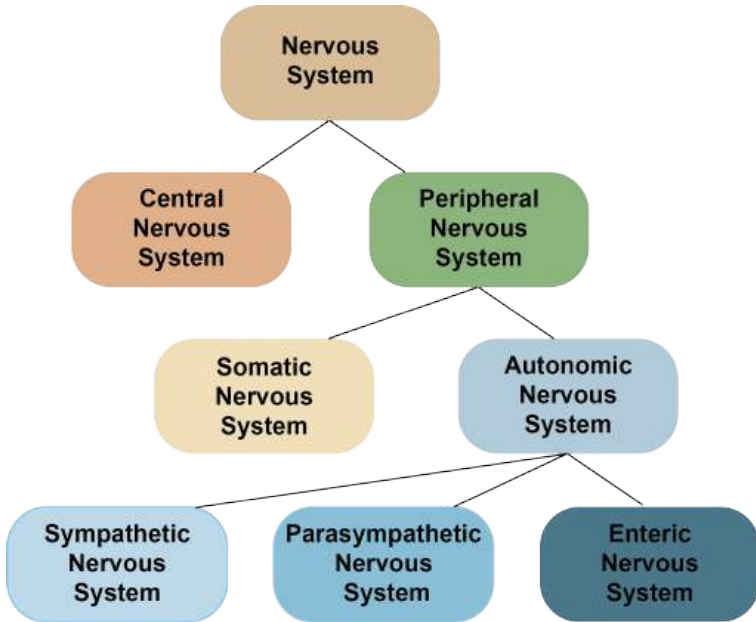 Nervous
System
Central
Nervous
System
Peripheral
Nervous
System
Somatic
Nervous
System
Autonomic
Nervous
System
Sympathetic
Nervous
System
Parasympathetic
Nervous
System
Enteric
Nervous
System